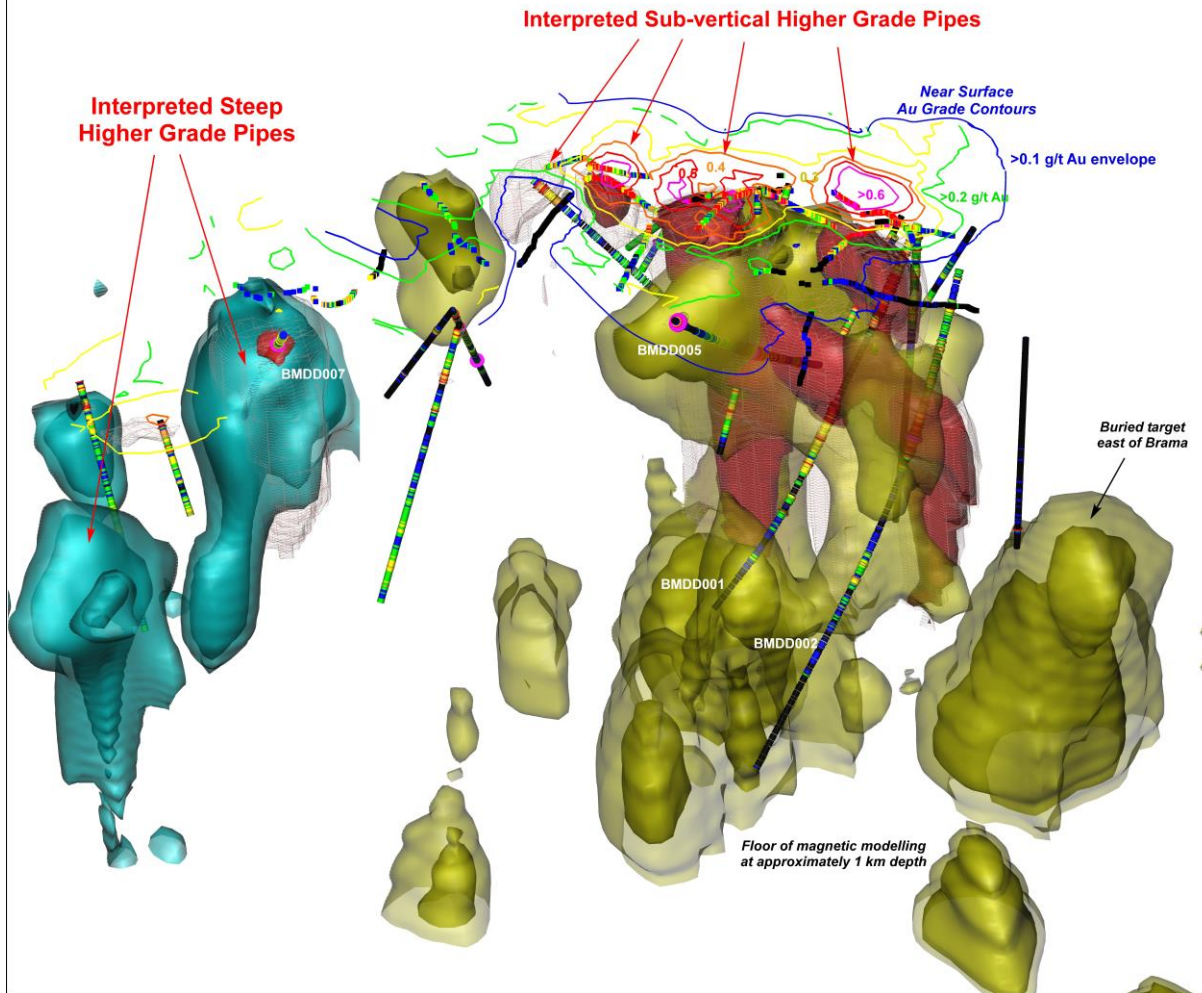 Interpreted Sub-vertical Higher Grade Pipes
Interpreted Steep
Higher Grade Pipes
Near Surface
Au Grade Contours
>0.1 g/t Au envelope
0.5
0.4
0.3
>0.6
>0.2 g/t Au
BMDD007
BMDD005
Buried target
east of Brama
BMDD001
BMDD002
Floor of magnetic modelling
at approximately 1 km depth